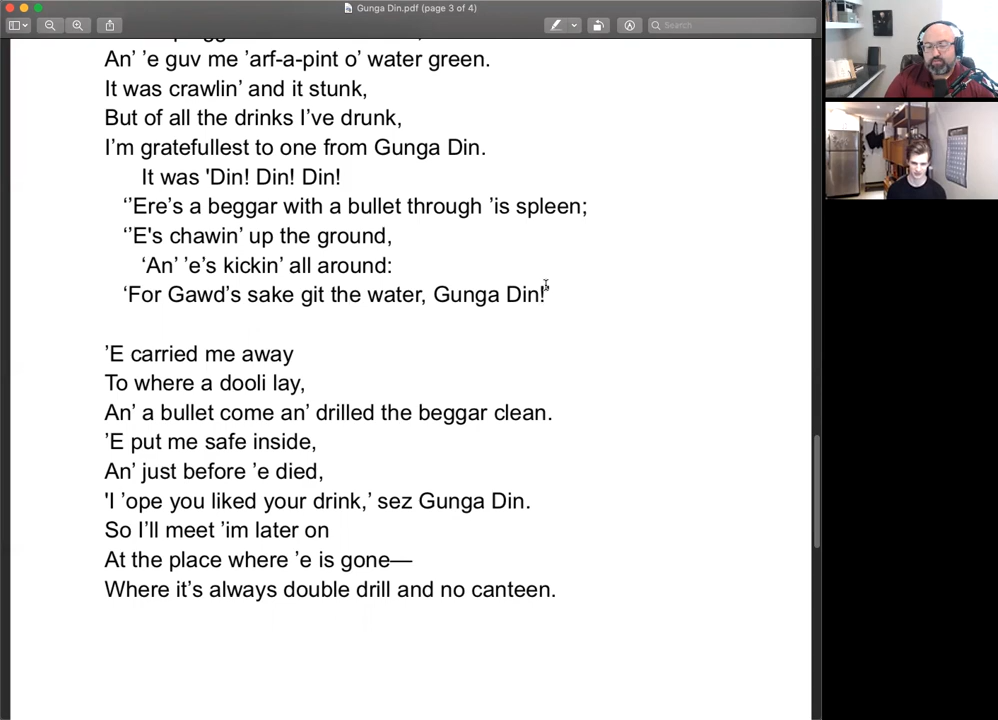 Gunga Din.pdf (page 3 of 4)
Search
An’ ’e guv me ’arf-a-pint o’ water green.
It was crawlin’ and it stunk,
But of all the drinks I’ve drunk,
I’m gratefullest to one from Gunga Din.
It was 'Din! Din! Din!
‘’Ere’s a beggar with a bullet through ’is spleen;
‘’E's chawin’ up the ground,
‘An’ ’e’s kickin’ all around:
‘For Gawd’s sake git the water, Gunga Din!’
’E carried me away
To where a dooli lay,
An’ a bullet come an’ drilled the beggar clean.
’E put me safe inside,
An’ just before ’e died,
'I ’ope you liked your drink,’ sez Gunga Din.
So I’ll meet ’im later on
At the place where ’e is gone—
Where it’s always double drill and no canteen.